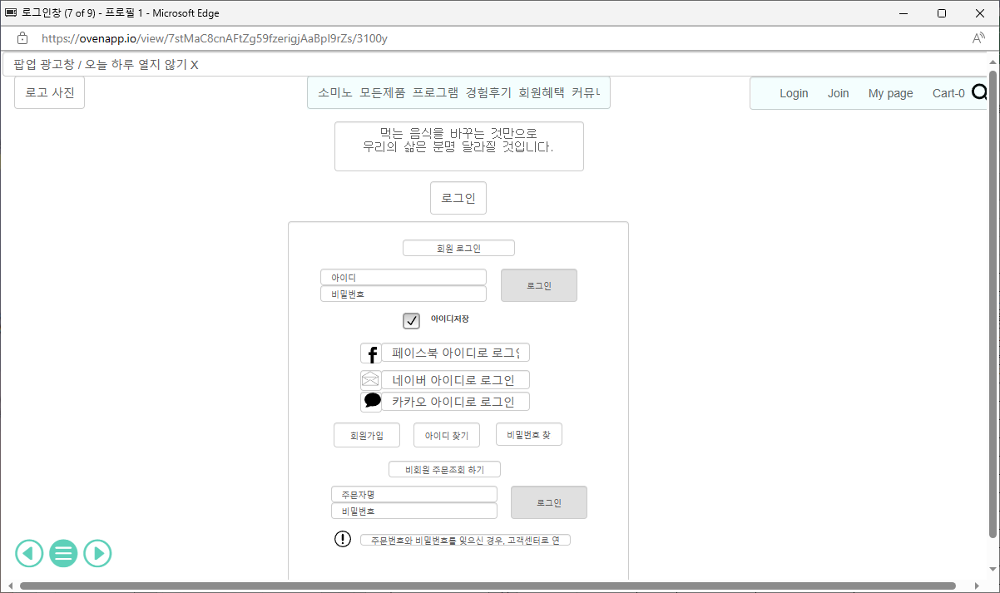 로그인창 (7 of 9) - 프로필 1 - Microsoft Edge
https://ovenapp.io/view/7stMaC8cnAFtZg59fzerigjAaBpI9rZs/3100y
팝업 광고창 / 오늘 하루 열지 않기 X
로고 사진
소미노 모든제품 프로그램 경험후기 회원혜택 커뮤니
Login Join My page Cart-0
먹는 음식을 바꾸는 것만으로
우리의 삶은 분명 달라질 것입니다.
로그인
회원 로그인
아이디
비밀번호
로그인
아이디저장
페이스북 아이디로 로그인
네이버 아이디로 로그인
카카오 아이디로 로그인
회원가입 아이디 찾기 비밀번호 찾
비회원 주문조회 하기
주문자명
비밀번호
로그인
주문번호와 비밀번호를 잊으신 경우, 고객센터로 연